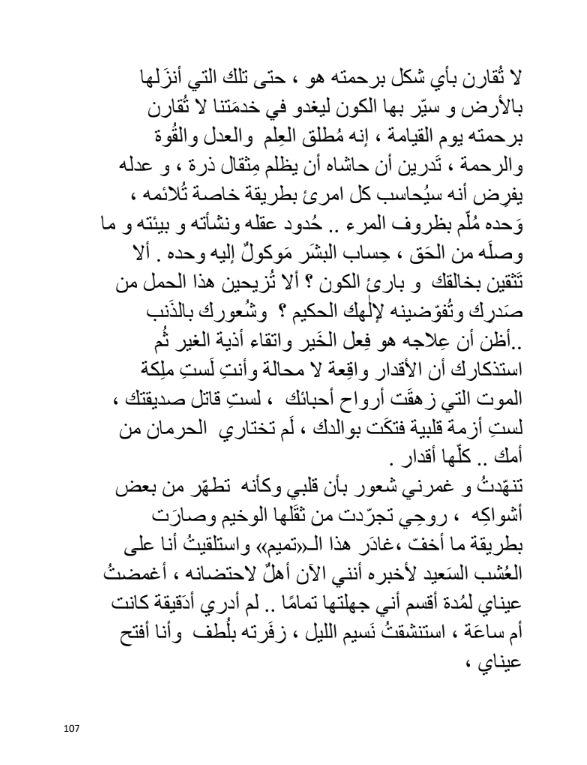 لا تُقارن بأي شكل برحمته هو ، حتى تلك التي أنزَلها
بالأرض و سيّر بها الكون ليغدو في خدمَتنا لا تُقارن
برحمته يوم القيامة ، إنه مُطلق العِلم  والعدل والقُوة
والرحمة ، تَدرين أن حاشاه أن يظلم مِثقال ذرة ، و عدله
يفرِض أنه سيُحاسب كل امرئ بطريقة خاصة تُلائمه ،
وَحده مُلّم بظروف المرء .. حُدود عقله ونشأته و بيئته و ما
وصلّه من الحَق ، حِساب البشَر مَوكولٌ إليه وحده . ألا
تَثقين بخالقك  و بارئ الكون ؟ ألا تُزيحين هذا الحمل من
صَدرِك وتُفوّضينه لإلٰهك الحكيم ؟  وشُعورك بالذَنب
..أظن أن عِلاجه هو فِعل الخَير واتقاء أذية الغير ثُم
استذكارك أن الأقدار واقِعة لا محالة وأنتِ لَستِ ملِكة
الموت التي زهقَت أرواح أحبائك  ، لستِ قاتل صديقتك ،
لستِ أزمة قلبية فتكَت بوالدك ، لَم تختاري  الحرمان من
أمك .. كلّها أقدار .
تنهّدتُ و غمرني شعور بأن قلبي وكأنه  تطهّر من بعض
أشواكِه  ، روحِي تجرّدت من ثقَلها الوخيم وصارَت
بطريقة ما أخفّ ،غادَر هذا الـ«تميم» واستلقيتُ أنا على
العُشب السَعيد لأخبره أنني الآن أهلٌ لاحتضانه ، أغمضتُ
عيناي لمُدة أقسم أني جهلتها تمامًا .. لم أدري أدَقيقة كانت
أم ساعَة ، استنشقتُ نَسيم الليل ، زفَرته بلُطف  وأنا أفتح
عيناي ،
107